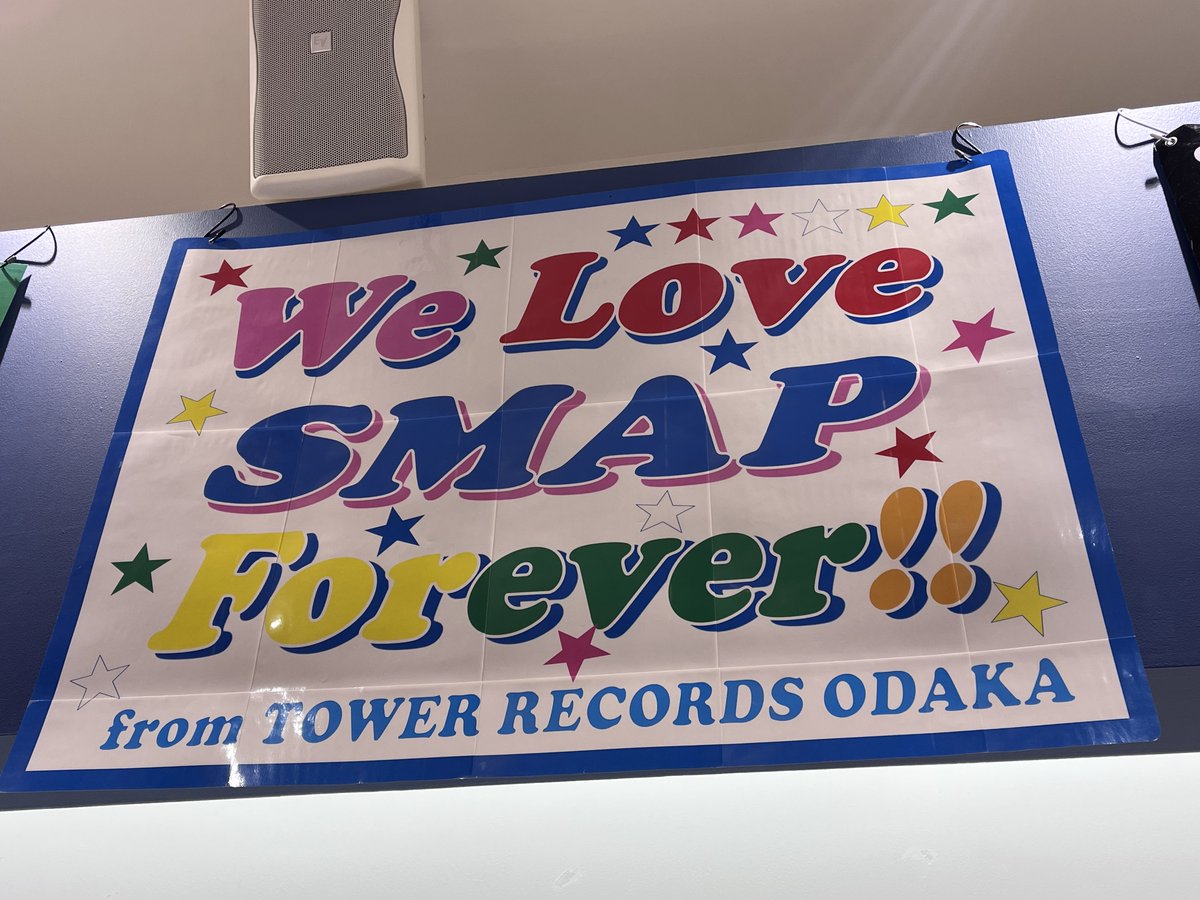 We Love
SMAP
Forever!!
from TOWER RECORDS ODAKA